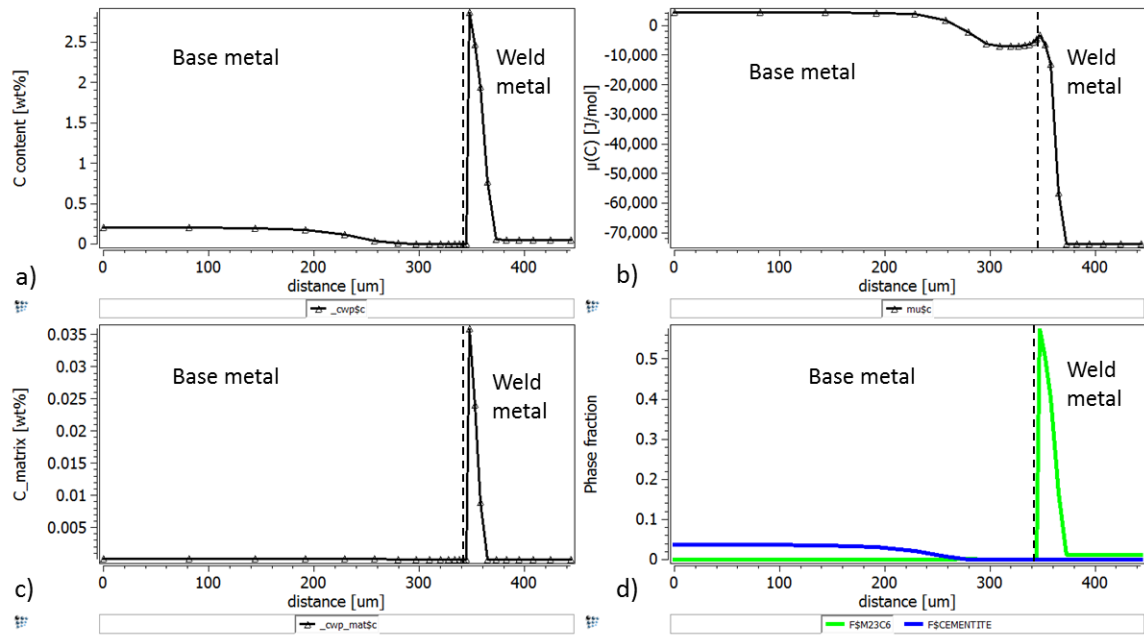 2.5
2
1.5
1
0.5
0
C content [wt%]
Base metal
Weld
metal
0
100
200
300
400
distance [um]
a)
_cwp$c
0
-10,000
-20,000
-30,000
-40,000
-50,000
-60,000
-70,000
μ(C) [J/mol]
Base metal
Weld
metal
0
100
200
300
400
distance [um]
b)
mu$c
0.035
0.03
0.025
0.02
0.015
0.01
0.005
C_matrix [wt%]
Base metal
Weld
metal
0
100
200
300
400
distance [um]
c)
_cwp_mat$c
0.5
0.4
0.3
0.2
0.1
0
Phase fraction
Base metal
Weld
metal
0
100
200
300
400
distance [um]
d)
F$M23C6
F$CEMENTITE